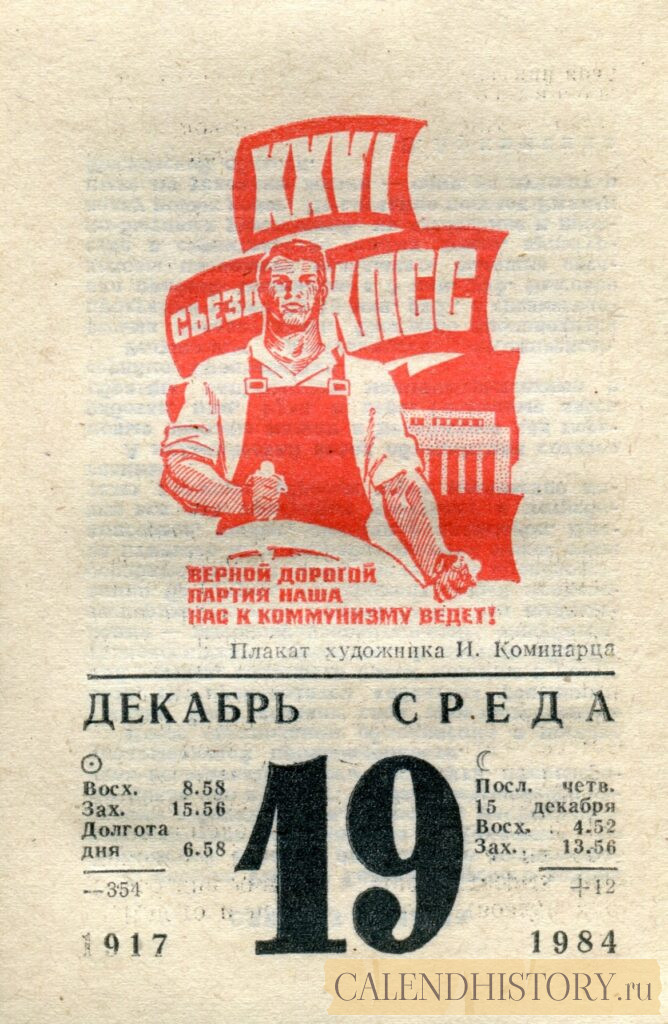 XXVI
СЪЕЗД КПСС
ВЕРНОЙ ДОРОГОЙ
ПАРТИЯ НАША
НАС К КОММУНИЗМУ ВЕДЕТ!
Плакат художника И. Коминарца
ДЕКАБРЬ СРЕДА
Восх. 8.58
Зах. 15.56
Долгота
дня 6.58
—354
1917
19
Посл. четв.
15 декабря
Восх. 4.52
Зах. 13.56
+12
1984
CALENDHISTORY.ru